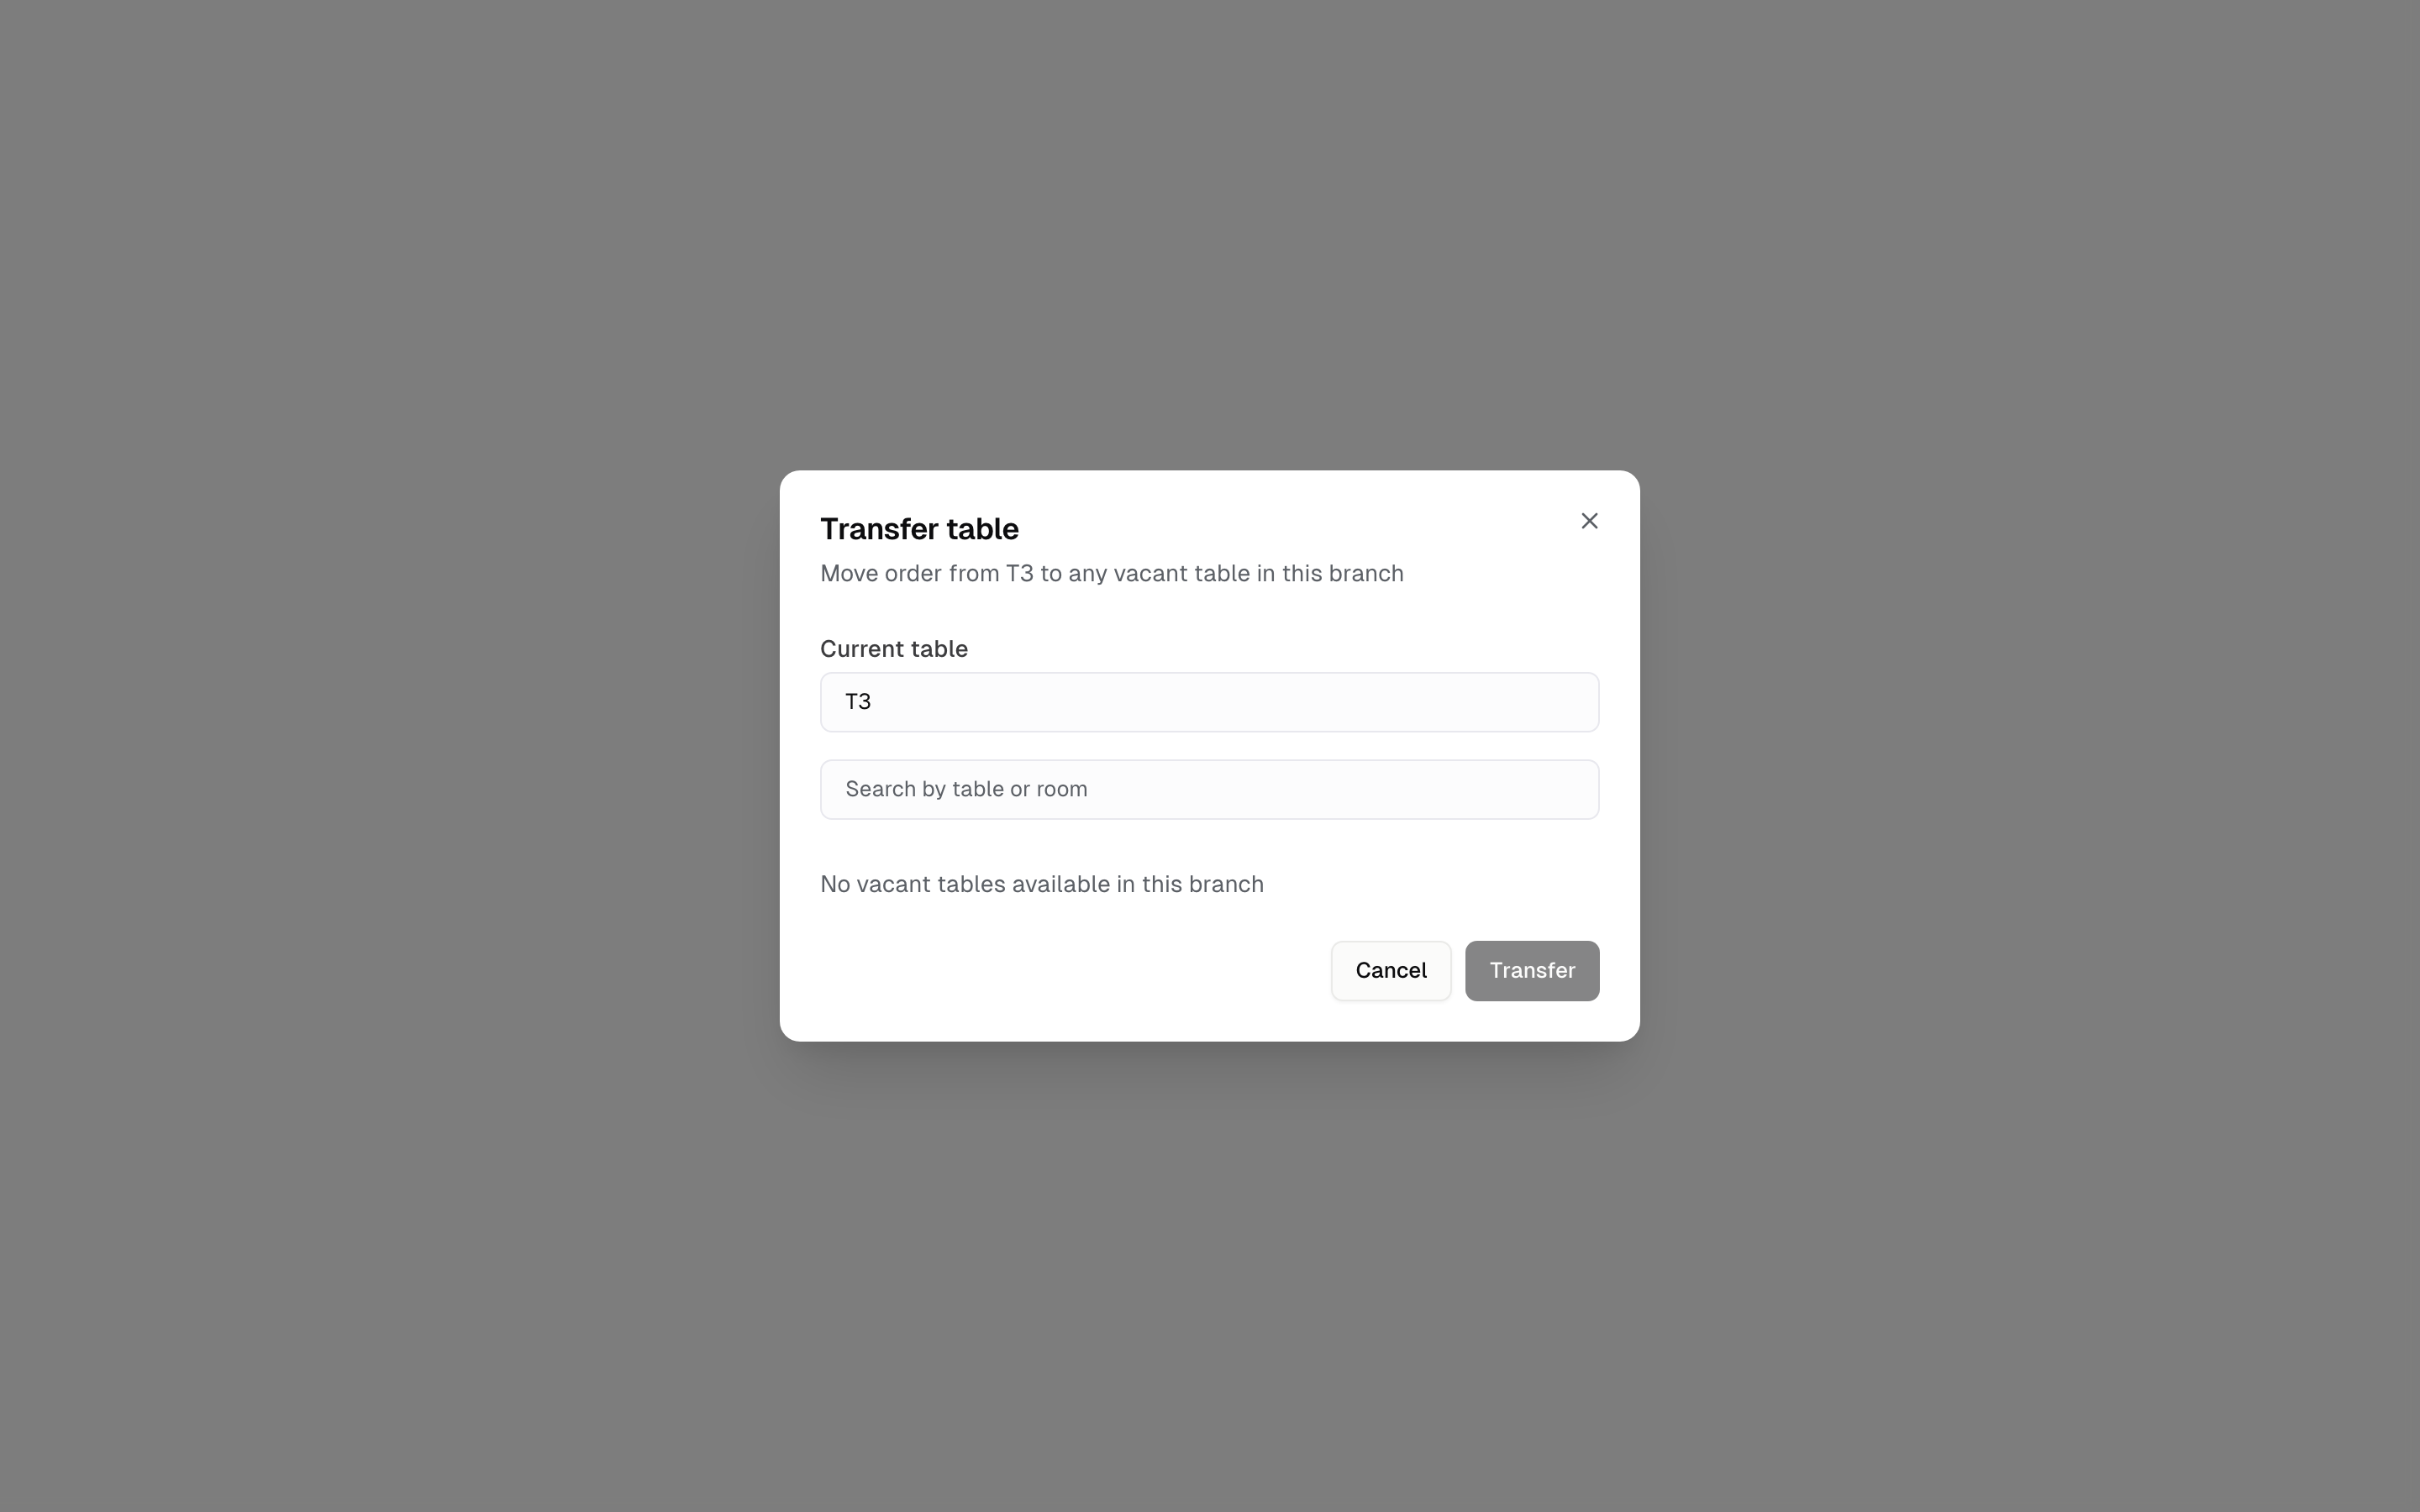 Transfer table
Move order from T3 to any vacant table in this branch
Current table
T3
Search by table or room
No vacant tables available in this branch
Cancel
Transfer